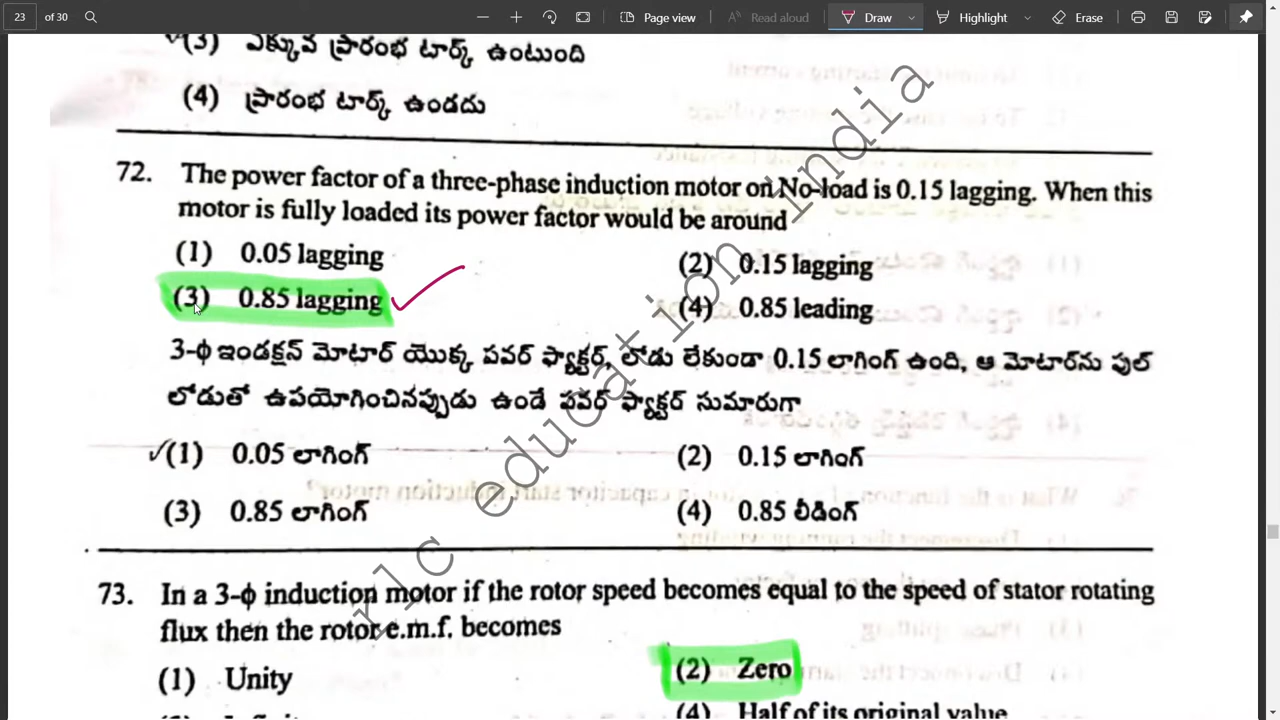 23 of 30
Page view
Read aloud
Draw
Highlight
Erase
(3) ఎక్కువ ప్రారంభ టార్క్ ఉంటుంది
(4) ప్రారంభ టార్క్ ఉండదు
72. The power factor of a three-phase induction motor on No-load is 0.15 lagging. When this
motor is fully loaded its power factor would be around
(1) 0.05 lagging
(2) 0.15 lagging
(3) 0.85 lagging
(4) 0.85 leading
3-ϕ ఇండక్షన్ మోటార్ యొక్క పవర్ ఫ్యాక్టర్, లోడు లేకుండా 0.15 లాగింగ్ ఉంది, ఆ మోటార్‌ను ఫుల్
లోడుతో ఉపయోగించినప్పుడు ఉండే పవర్ ఫ్యాక్టర్ సుమారుగా
(1) 0.05 లాగింగ్
(2) 0.15 లాగింగ్
(3) 0.85 లాగింగ్
(4) 0.85 లీడింగ్
73. In a 3-ϕ induction motor if the rotor speed becomes equal to the speed of stator rotating
flux then the rotor e.m.f. becomes
(1) Unity
(2) Zero
(4) Half of its original value
rlc education india